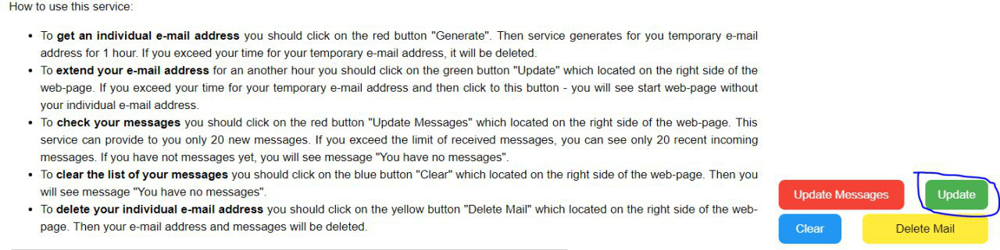 How to use this service:
To get an individual e-mail address you should click on the red button "Generate". Then service generates for you temporary e-mail
address for 1 hour. If you exceed your time for your temporary e-mail address, it will be deleted.
To extend your e-mail address for an another hour you should click on the green button "Update" which located on the right side of the
web-page. If you exceed your time for your temporary e-mail address and then click to this button - you will see start web-page without
your individual e-mail address.
To check your messages you should click on the red button "Update Messages" which located on the right side of the web-page. This
service can provide to you only 20 new messages. If you exceed the limit of received messages, you can see only 20 recent incoming
messages. If you have not messages yet, you will see message "You have no messages".
To clear the list of your messages you should click on the blue button "Clear" which located on the right side of the web-page. Then you
will see message "You have no messages".
To delete your individual e-mail address you should click on the yellow button "Delete Mail" which located on the right side of the web-
page. Then your e-mail address and messages will be deleted.
Update Messages
Update
Clear
Delete Mail